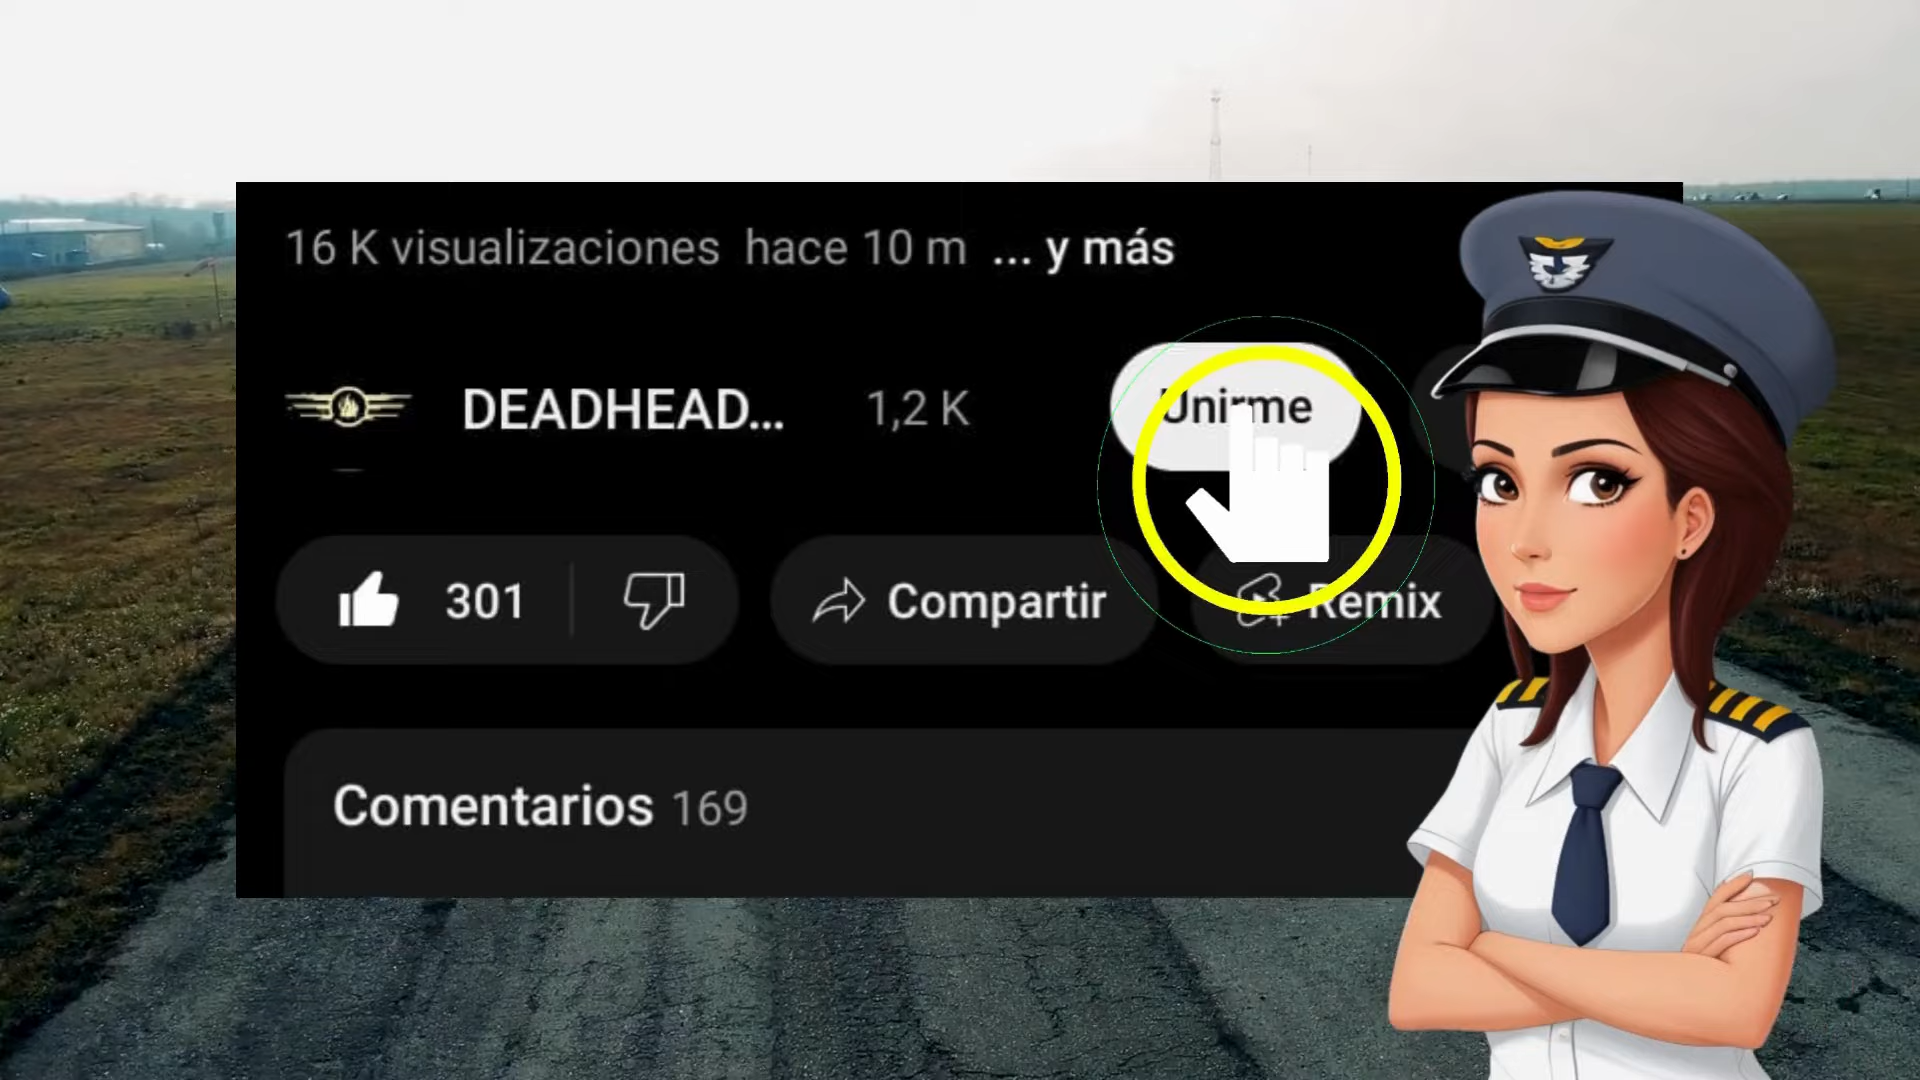 16 K visualizaciones hace 10 m ... y más
DEADHEAD... 1,2 K Unirme
301 Compartir Remix
Comentarios 169